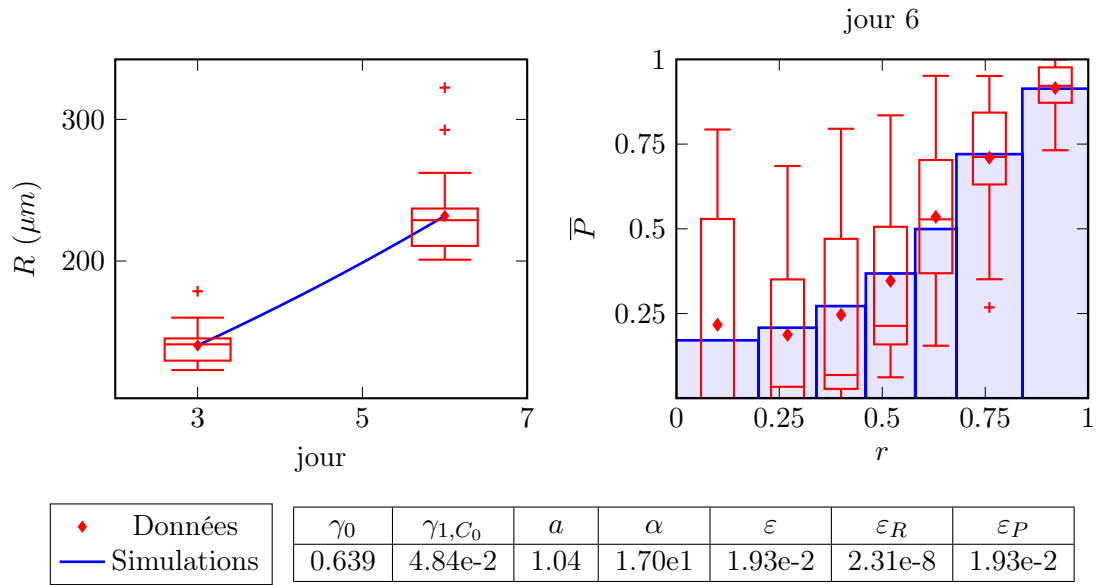 jour 6
300
200
R (μm)
3 5 7
jour
1
0.75
0.5
0.25
P̅
0 0.25 0.5 0.75 1
r
Données
Simulations
γ₀ γ₁,C₀ a α ε ε_R ε_P
0.639 4.84e-2 1.04 1.70e1 1.93e-2 2.31e-8 1.93e-2